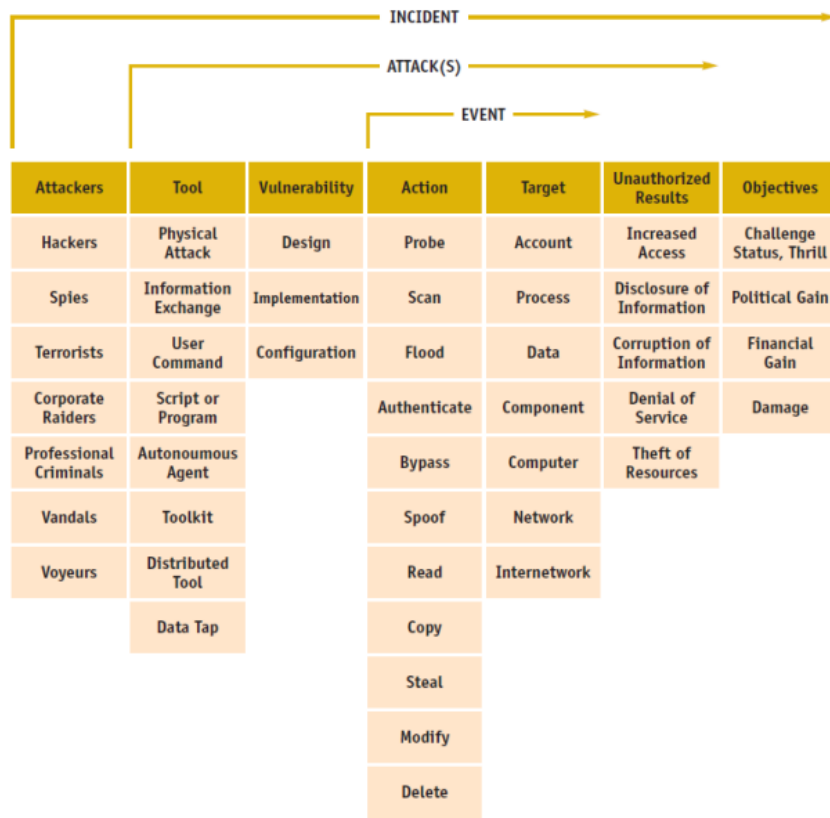 INCIDENT
ATTACK(S)
EVENT
Attackers Tool Vulnerability Action Target Unauthorized Results Objectives
Hackers Physical Attack Design Probe Account Increased Access Challenge Status, Thrill
Spies Information Exchange Implementation Scan Process Disclosure of Information Political Gain
Terrorists User Command Configuration Flood Data Corruption of Information Financial Gain
Corporate Raiders Script or Program Authenticate Component Denial of Service Damage
Professional Criminals Autonoumous Agent Bypass Computer Theft of Resources
Vandals Toolkit Spoof Network
Voyeurs Distributed Tool Read Internetwork
Data Tap Copy
Steal
Modify
Delete